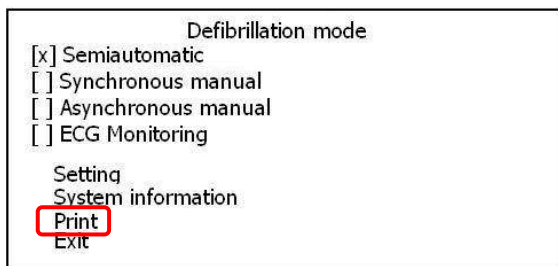 Defibrillation mode
[x] Semiautomatic
[ ] Synchronous manual
[ ] Asynchronous manual
[ ] ECG Monitoring
Setting
System information
Print
Exit